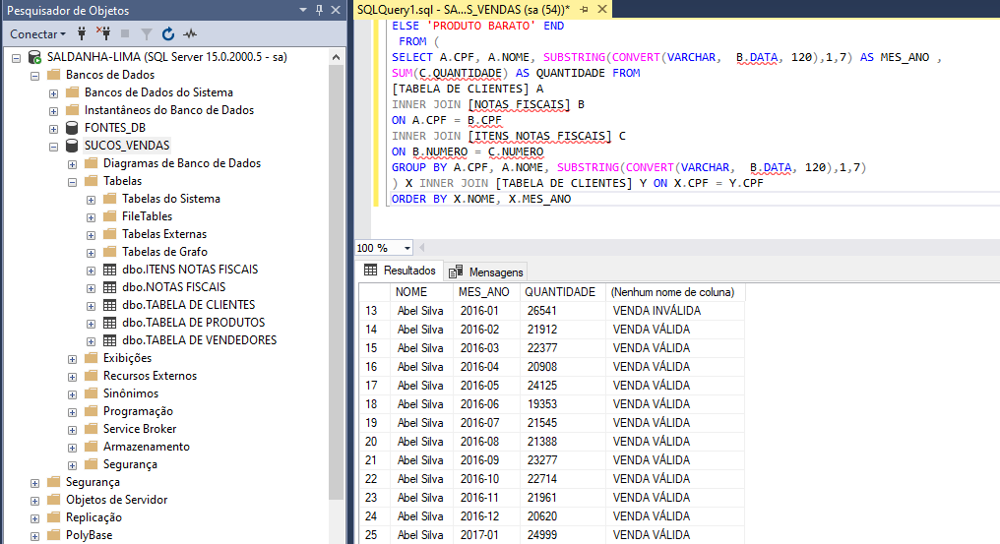 Pesquisador de Objetos
Conectar
SALDANHA-LIMA (SQL Server 15.0.2000.5 - sa)
Bancos de Dados
Bancos de Dados do Sistema
Instantâneos do Banco de Dados
FONTES_DB
SUCOS_VENDAS
Diagramas de Banco de Dados
Tabelas
Tabelas do Sistema
FileTables
Tabelas Externas
Tabelas de Grafo
dbo.ITENS NOTAS FISCAIS
dbo.NOTAS FISCAIS
dbo.TABELA DE CLIENTES
dbo.TABELA DE PRODUTOS
dbo.TABELA DE VENDEDORES
Exibições
Recursos Externos
Sinônimos
Programação
Service Broker
Armazenamento
Segurança
Segurança
Objetos de Servidor
Replicação
PolyBase
SQLQuery1.sql - SA...S_VENDAS (sa (54))*
ELSE 'PRODUTO BARATO' END
FROM (
SELECT A.CPF, A.NOME, SUBSTRING(CONVERT(VARCHAR,  B.DATA, 120),1,7) AS MES_ANO ,
SUM(C.QUANTIDADE) AS QUANTIDADE FROM
[TABELA DE CLIENTES] A
INNER JOIN [NOTAS FISCAIS] B
ON A.CPF = B.CPF
INNER JOIN [ITENS NOTAS FISCAIS] C
ON B.NUMERO = C.NUMERO
GROUP BY A.CPF, A.NOME, SUBSTRING(CONVERT(VARCHAR,  B.DATA, 120),1,7)
) X INNER JOIN [TABELA DE CLIENTES] Y ON X.CPF = Y.CPF
ORDER BY X.NOME, X.MES_ANO
100 %
Resultados Mensagens
NOME MES_ANO QUANTIDADE (Nenhum nome de coluna)
13 Abel Silva 2016-01 26541 VENDA INVÁLIDA
14 Abel Silva 2016-02 21912 VENDA VÁLIDA
15 Abel Silva 2016-03 22377 VENDA VÁLIDA
16 Abel Silva 2016-04 20908 VENDA VÁLIDA
17 Abel Silva 2016-05 24125 VENDA VÁLIDA
18 Abel Silva 2016-06 19353 VENDA VÁLIDA
19 Abel Silva 2016-07 21545 VENDA VÁLIDA
20 Abel Silva 2016-08 21388 VENDA VÁLIDA
21 Abel Silva 2016-09 23277 VENDA VÁLIDA
22 Abel Silva 2016-10 22714 VENDA VÁLIDA
23 Abel Silva 2016-11 21961 VENDA VÁLIDA
24 Abel Silva 2016-12 20620 VENDA VÁLIDA
25 Abel Silva 2017-01 24999 VENDA VÁLIDA